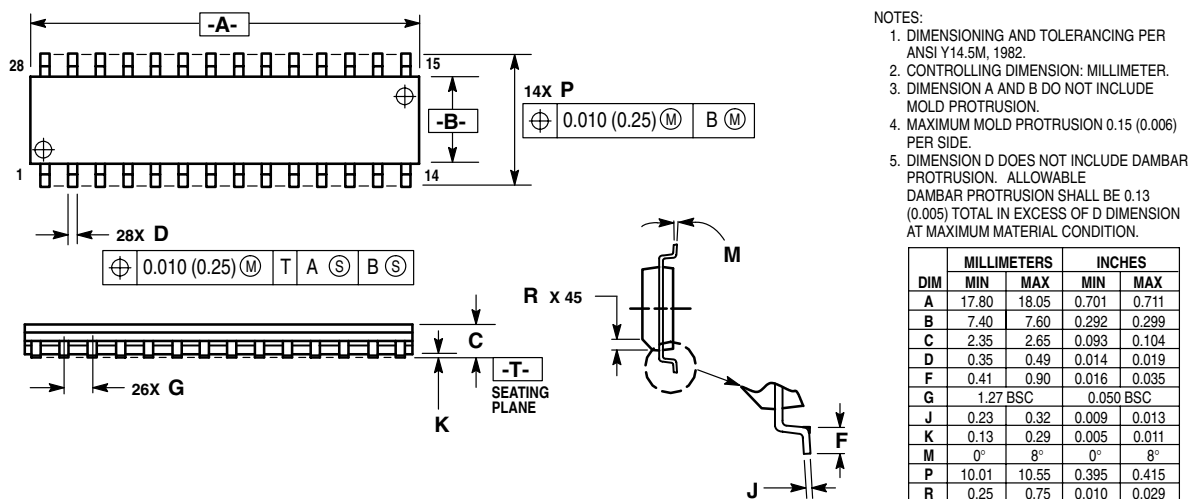 -A-
28
15
14X P
-B-
⌖ 0.010 (0.25) Ⓜ B Ⓜ
1
14
28X D
⌖ 0.010 (0.25) Ⓜ T A Ⓢ B Ⓢ
M
R X 45
C
-T-
26X G
SEATING
PLANE
K
F
J
NOTES:
1. DIMENSIONING AND TOLERANCING PER
ANSI Y14.5M, 1982.
2. CONTROLLING DIMENSION: MILLIMETER.
3. DIMENSION A AND B DO NOT INCLUDE
MOLD PROTRUSION.
4. MAXIMUM MOLD PROTRUSION 0.15 (0.006)
PER SIDE.
5. DIMENSION D DOES NOT INCLUDE DAMBAR
PROTRUSION. ALLOWABLE
DAMBAR PROTRUSION SHALL BE 0.13
(0.005) TOTAL IN EXCESS OF D DIMENSION
AT MAXIMUM MATERIAL CONDITION.
MILLIMETERS INCHES
DIM MIN MAX MIN MAX
A 17.80 18.05 0.701 0.711
B 7.40 7.60 0.292 0.299
C 2.35 2.65 0.093 0.104
D 0.35 0.49 0.014 0.019
F 0.41 0.90 0.016 0.035
G 1.27 BSC 0.050 BSC
J 0.23 0.32 0.009 0.013
K 0.13 0.29 0.005 0.011
M 0° 8° 0° 8°
P 10.01 10.55 0.395 0.415
R 0.25 0.75 0.010 0.029